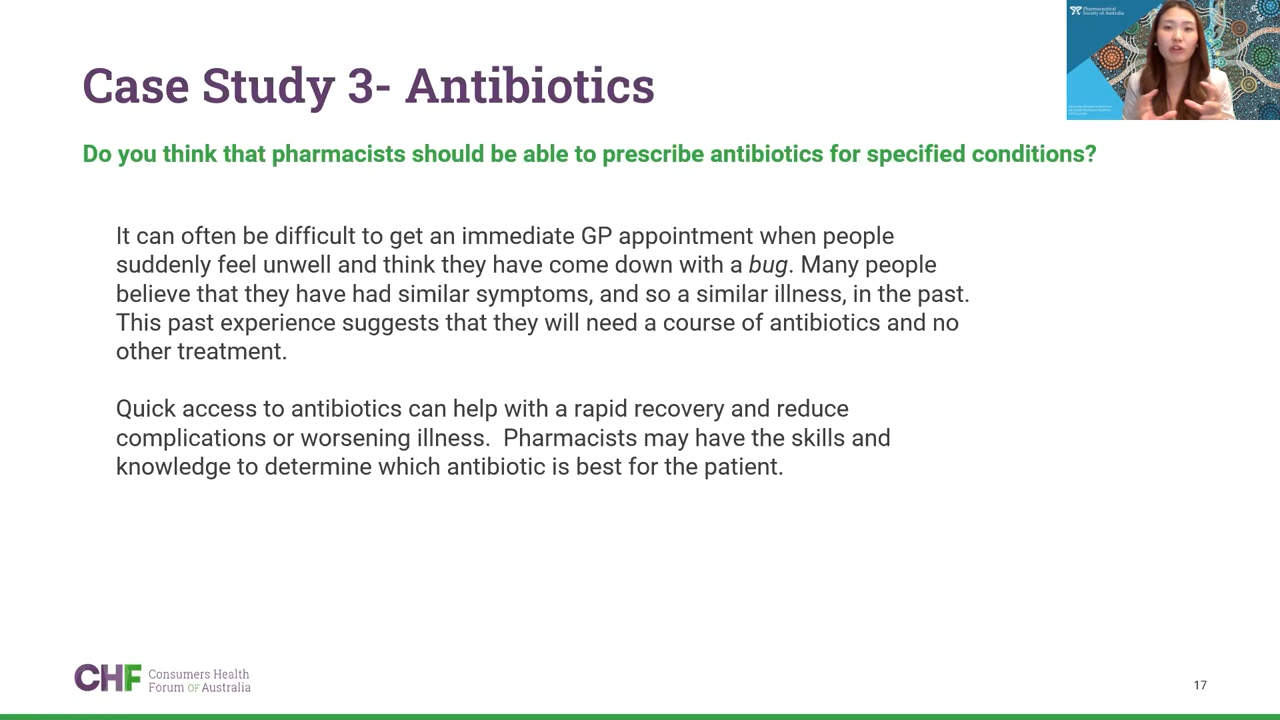 Pharmaceutical
Society of Australia
Case Study 3- Antibiotics
Do you think that pharmacists should be able to prescribe antibiotics for specified conditions?
It can often be difficult to get an immediate GP appointment when people
suddenly feel unwell and think they have come down with a bug. Many people
believe that they have had similar symptoms, and so a similar illness, in the past.
This past experience suggests that they will need a course of antibiotics and no
other treatment.
Quick access to antibiotics can help with a rapid recovery and reduce
complications or worsening illness.  Pharmacists may have the skills and
knowledge to determine which antibiotic is best for the patient.
CHF Consumers Health
Forum OF Australia
17